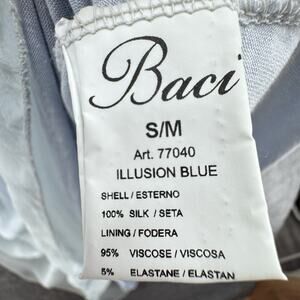 Baci
S/M
Art. 77040
ILLUSION BLUE
SHELL / ESTERNO
100% SILK / SETA
LINING / FODERA
95% VISCOSE / VISCOSA
5% ELASTANE / ELASTAN